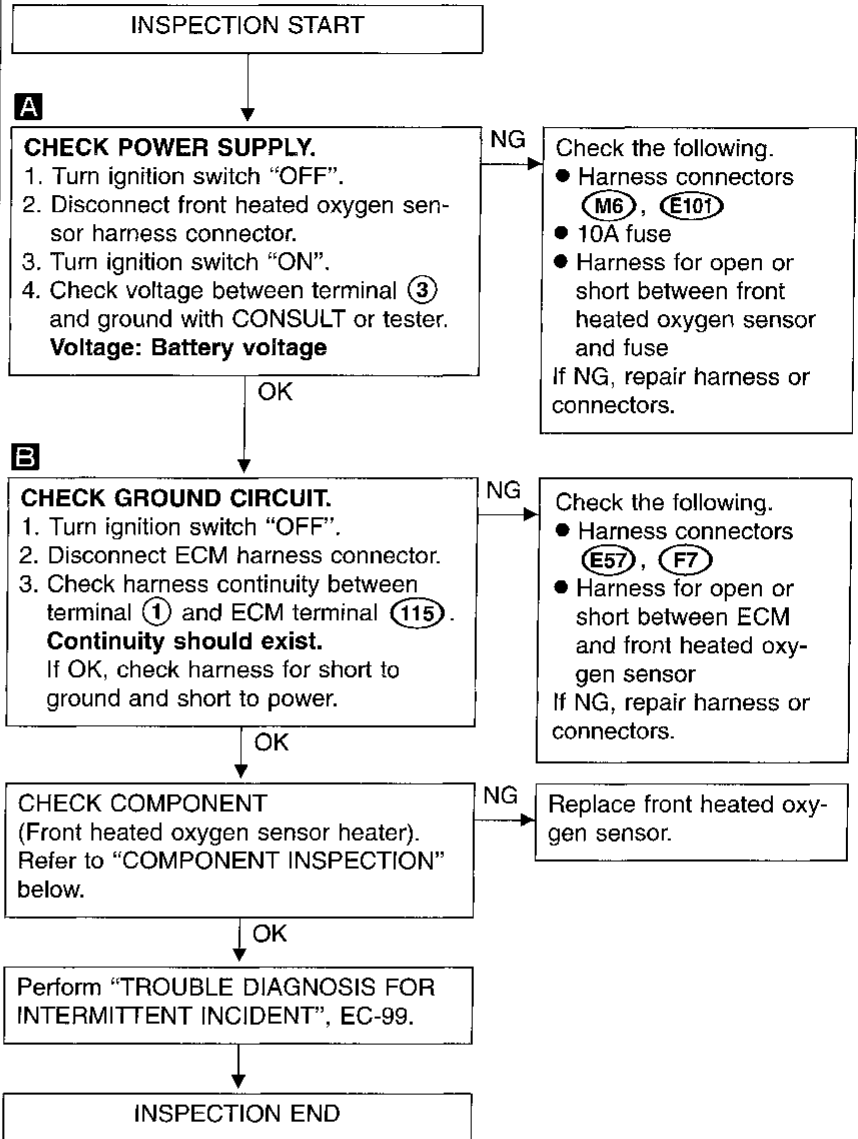 INSPECTION START
A
CHECK POWER SUPPLY.
1. Turn ignition switch “OFF”.
2. Disconnect front heated oxygen sen-
sor harness connector.
3. Turn ignition switch “ON”.
4. Check voltage between terminal ③
and ground with CONSULT or tester.
Voltage: Battery voltage
NG
Check the following.
● Harness connectors
(M6), (E101)
● 10A fuse
● Harness for open or
short between front
heated oxygen sensor
and fuse
If NG, repair harness or
connectors.
OK
B
CHECK GROUND CIRCUIT.
1. Turn ignition switch “OFF”.
2. Disconnect ECM harness connector.
3. Check harness continuity between
terminal ① and ECM terminal (115).
Continuity should exist.
If OK, check harness for short to
ground and short to power.
NG
Check the following.
● Harness connectors
(E57), (F7)
● Harness for open or
short between ECM
and front heated oxy-
gen sensor
If NG, repair harness or
connectors.
OK
CHECK COMPONENT
(Front heated oxygen sensor heater).
Refer to “COMPONENT INSPECTION”
below.
NG
Replace front heated oxy-
gen sensor.
OK
Perform “TROUBLE DIAGNOSIS FOR
INTERMITTENT INCIDENT”, EC-99.
INSPECTION END